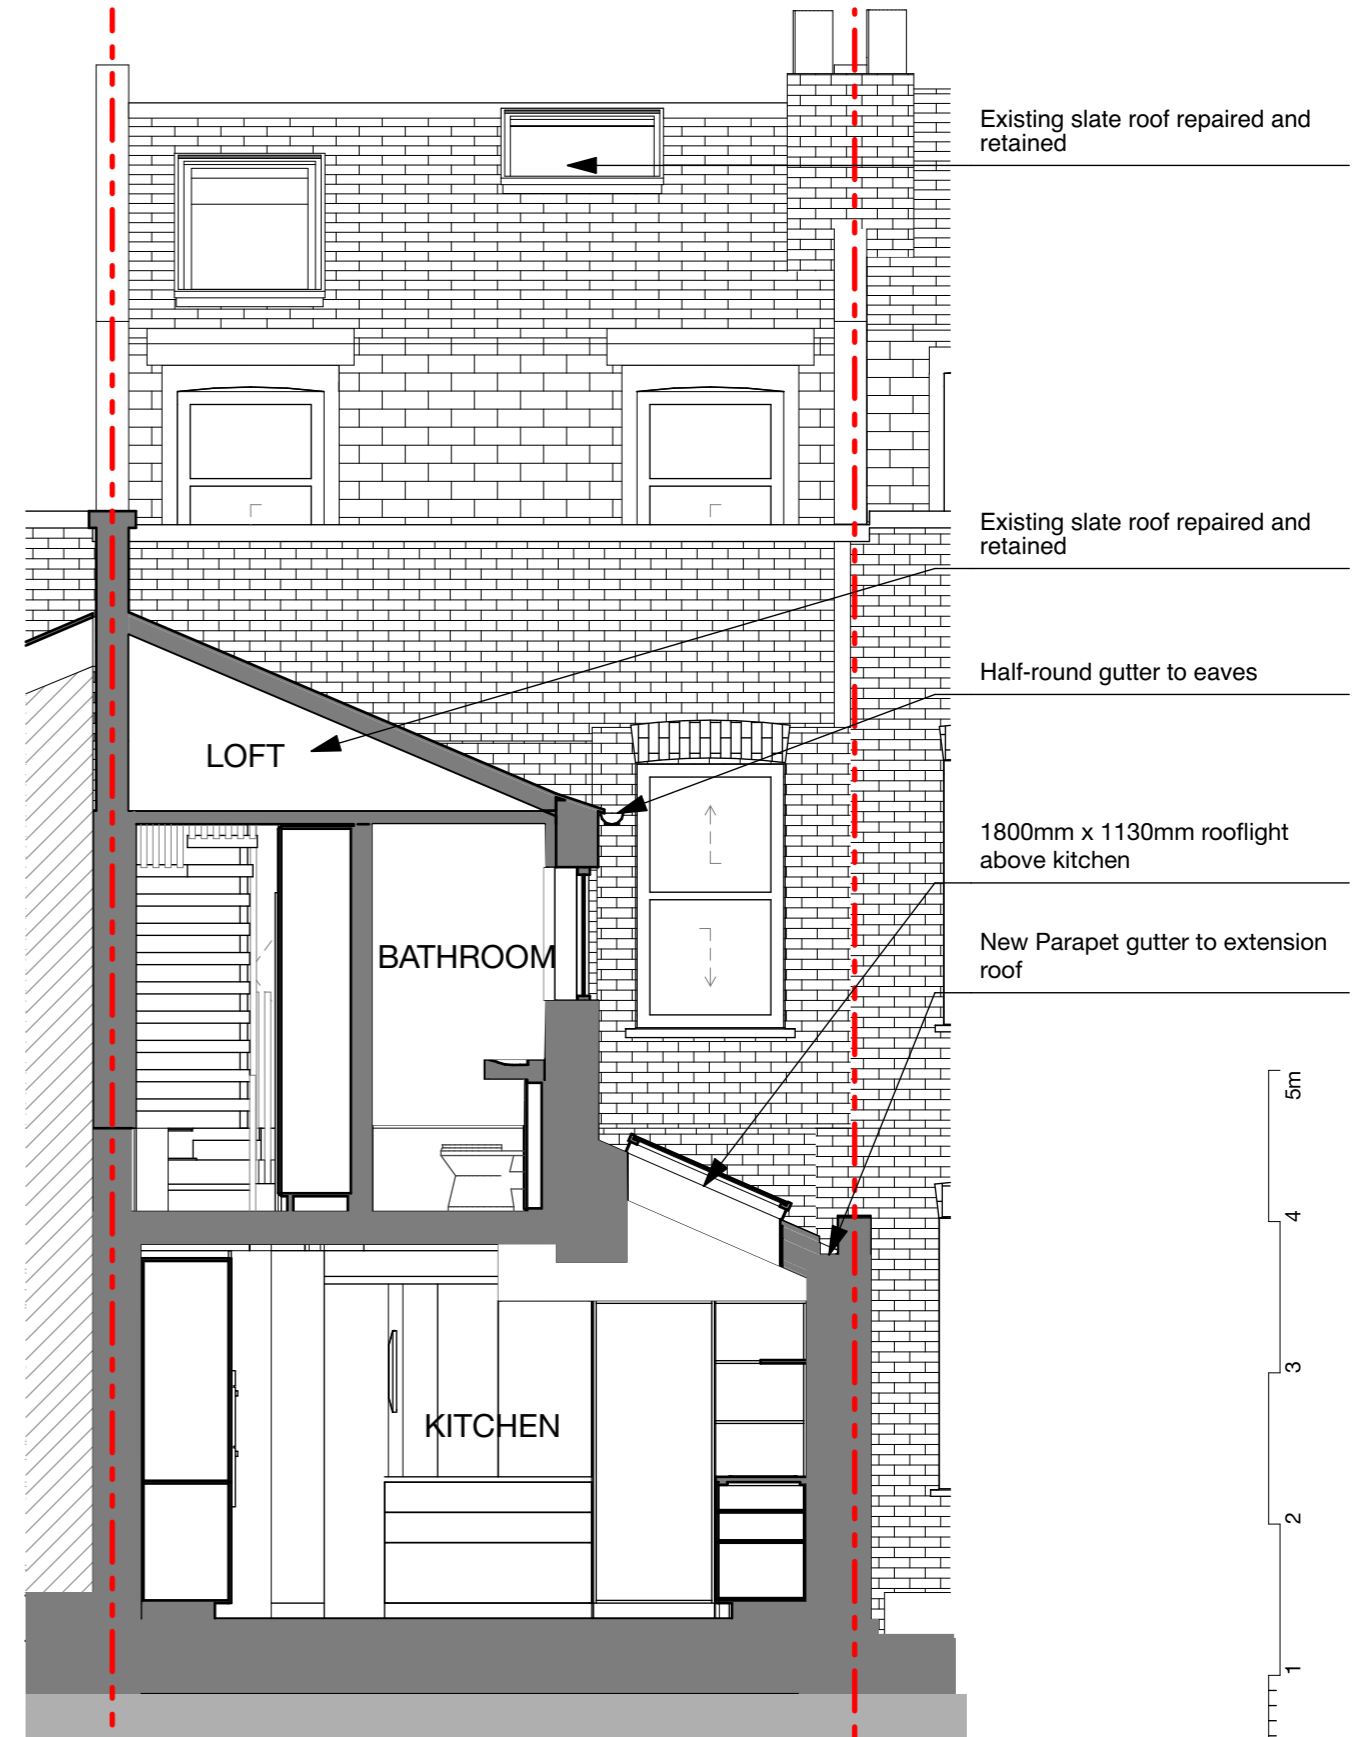 Existing slate roof repaired and
retained
Existing slate roof repaired and
retained
Half-round gutter to eaves
LOFT
1800mm x 1130mm rooflight
above kitchen
New Parapet gutter to extension
roof
BATHROOM
KITCHEN
5m
4
3
2
1